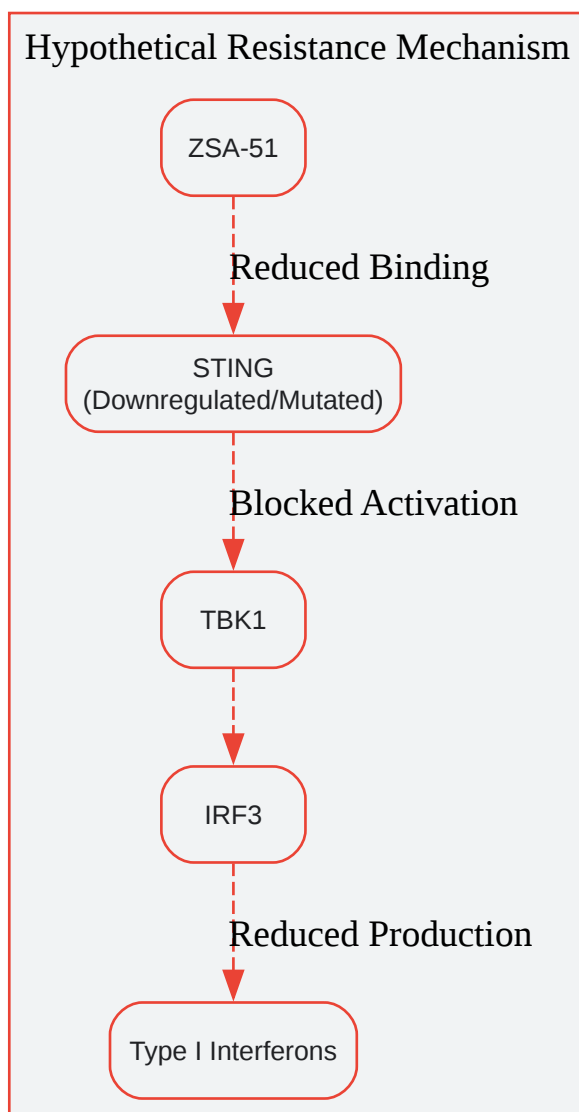 Hypothetical Resistance Mechanism
ZSA-51
Reduced Binding
STING
(Downregulated/Mutated)
Blocked Activation
TBK1
IRF3
Reduced Production
Type I Interferons